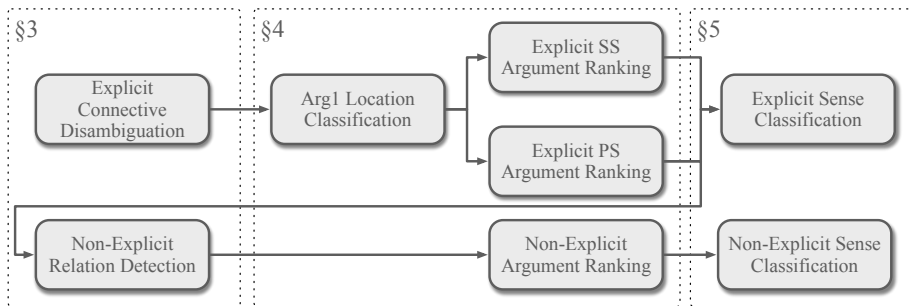 §3
§4
§5
Explicit
Connective
Disambiguation
Arg1 Location
Classification
Explicit SS
Argument Ranking
Explicit PS
Argument Ranking
Explicit Sense
Classification
Non-Explicit
Relation Detection
Non-Explicit
Argument Ranking
Non-Explicit Sense
Classification